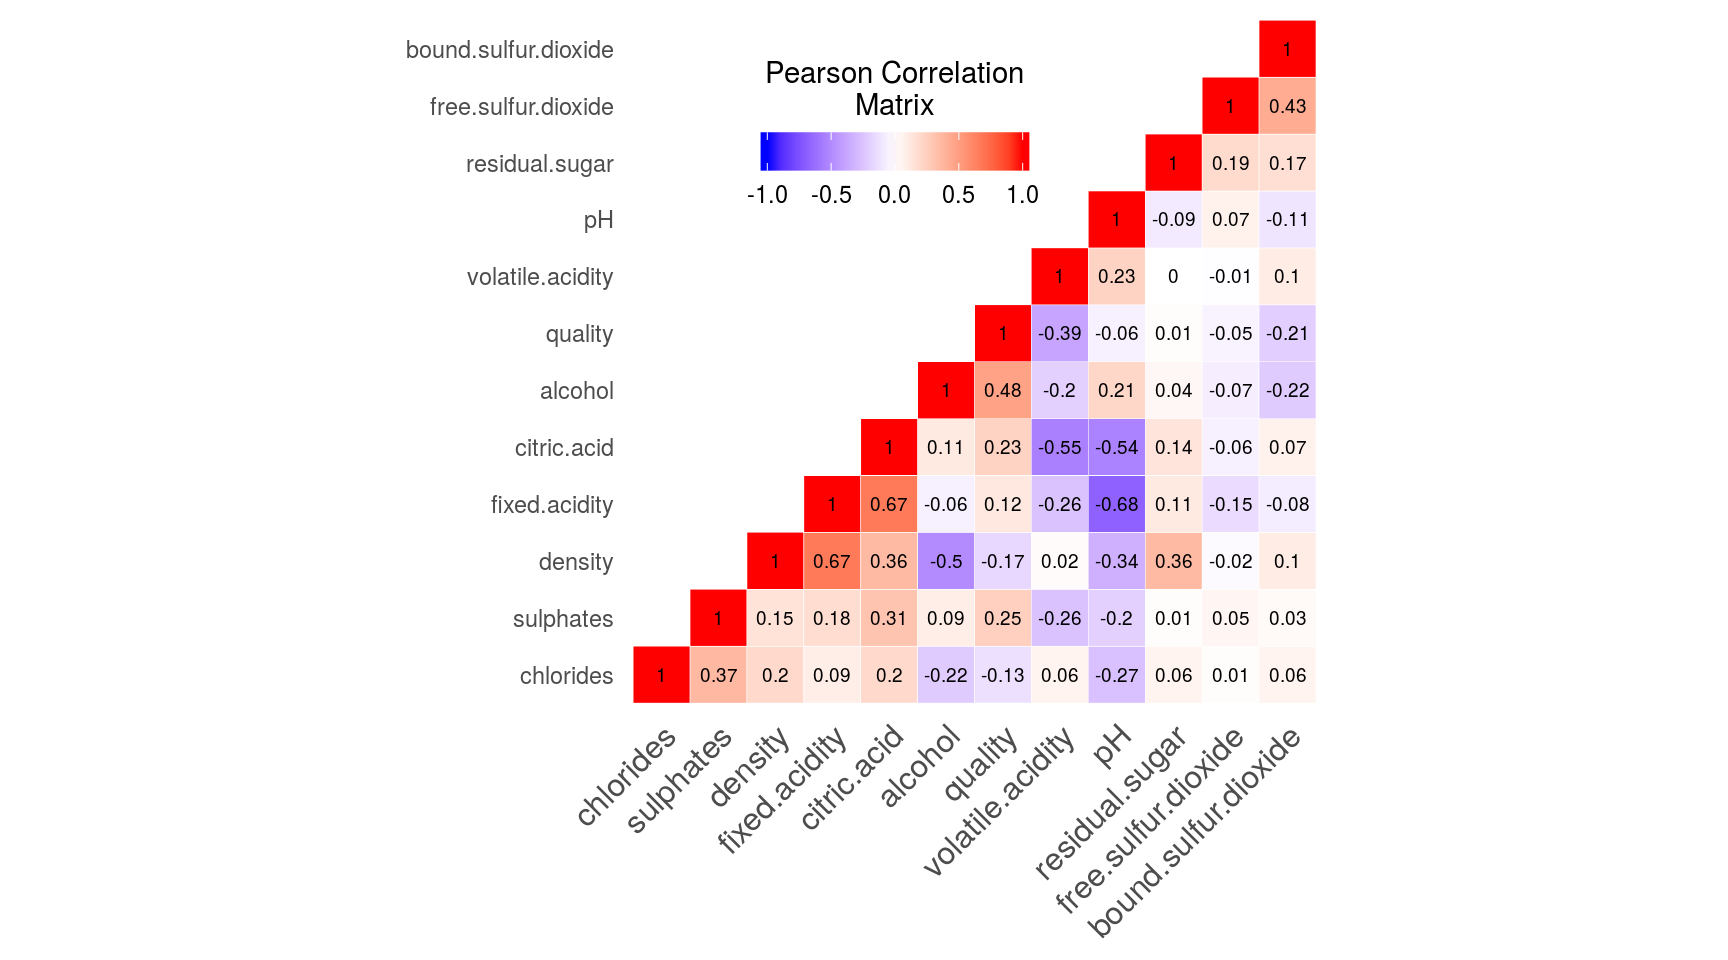 bound.sulfur.dioxide 1
Pearson Correlation
Matrix
free.sulfur.dioxide 1 0.43
residual.sugar 1 0.19 0.17
-1.0 -0.5 0.0 0.5 1.0
pH 1 -0.09 0.07 -0.11
volatile.acidity 1 0.23 0 -0.01 0.1
quality 1 -0.39 -0.06 0.01 -0.05 -0.21
alcohol 1 0.48 -0.2 0.21 0.04 -0.07 -0.22
citric.acid 1 0.11 0.23 -0.55 -0.54 0.14 -0.06 0.07
fixed.acidity 1 0.67 -0.06 0.12 -0.26 -0.68 0.11 -0.15 -0.08
density 1 0.67 0.36 -0.5 -0.17 0.02 -0.34 0.36 -0.02 0.1
sulphates 1 0.15 0.18 0.31 0.09 0.25 -0.26 -0.2 0.01 0.05 0.03
chlorides 1 0.37 0.2 0.09 0.2 -0.22 -0.13 0.06 -0.27 0.06 0.01 0.06
chlorides
sulphates
density
fixed.acidity
citric.acid
alcohol
quality
volatile.acidity
pH
residual.sugar
free.sulfur.dioxide
bound.sulfur.dioxide